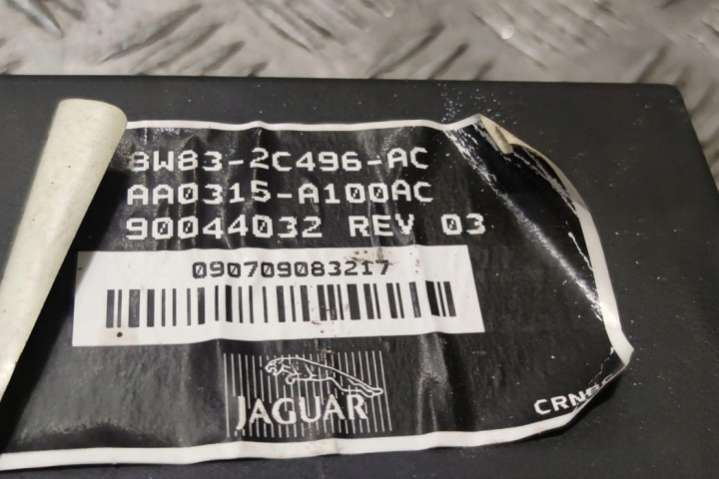 8W83-2C496-AC
AA0315-A100AC
90044032 REV 03
090709083217
JAGUAR